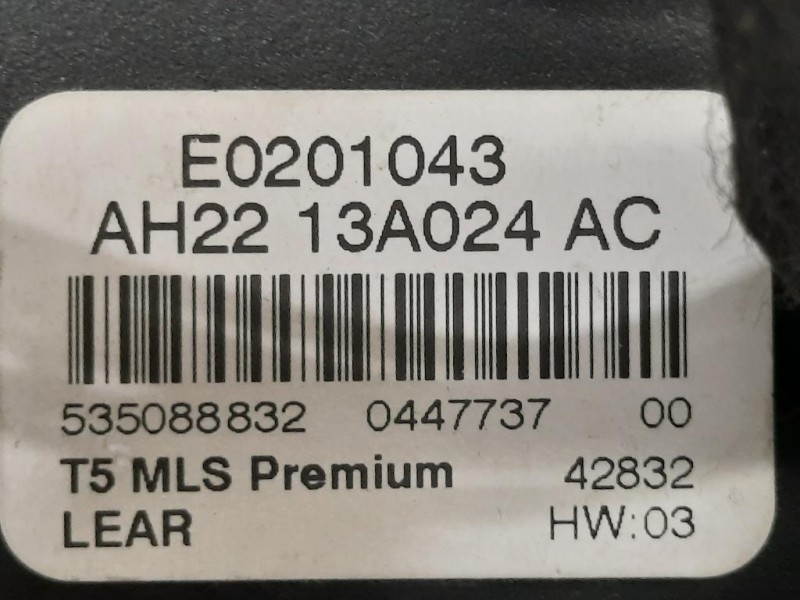 E0201043
AH22 13A024 AC
535088832 0447737 00
T5 MLS Premium 42832
LEAR HW:03